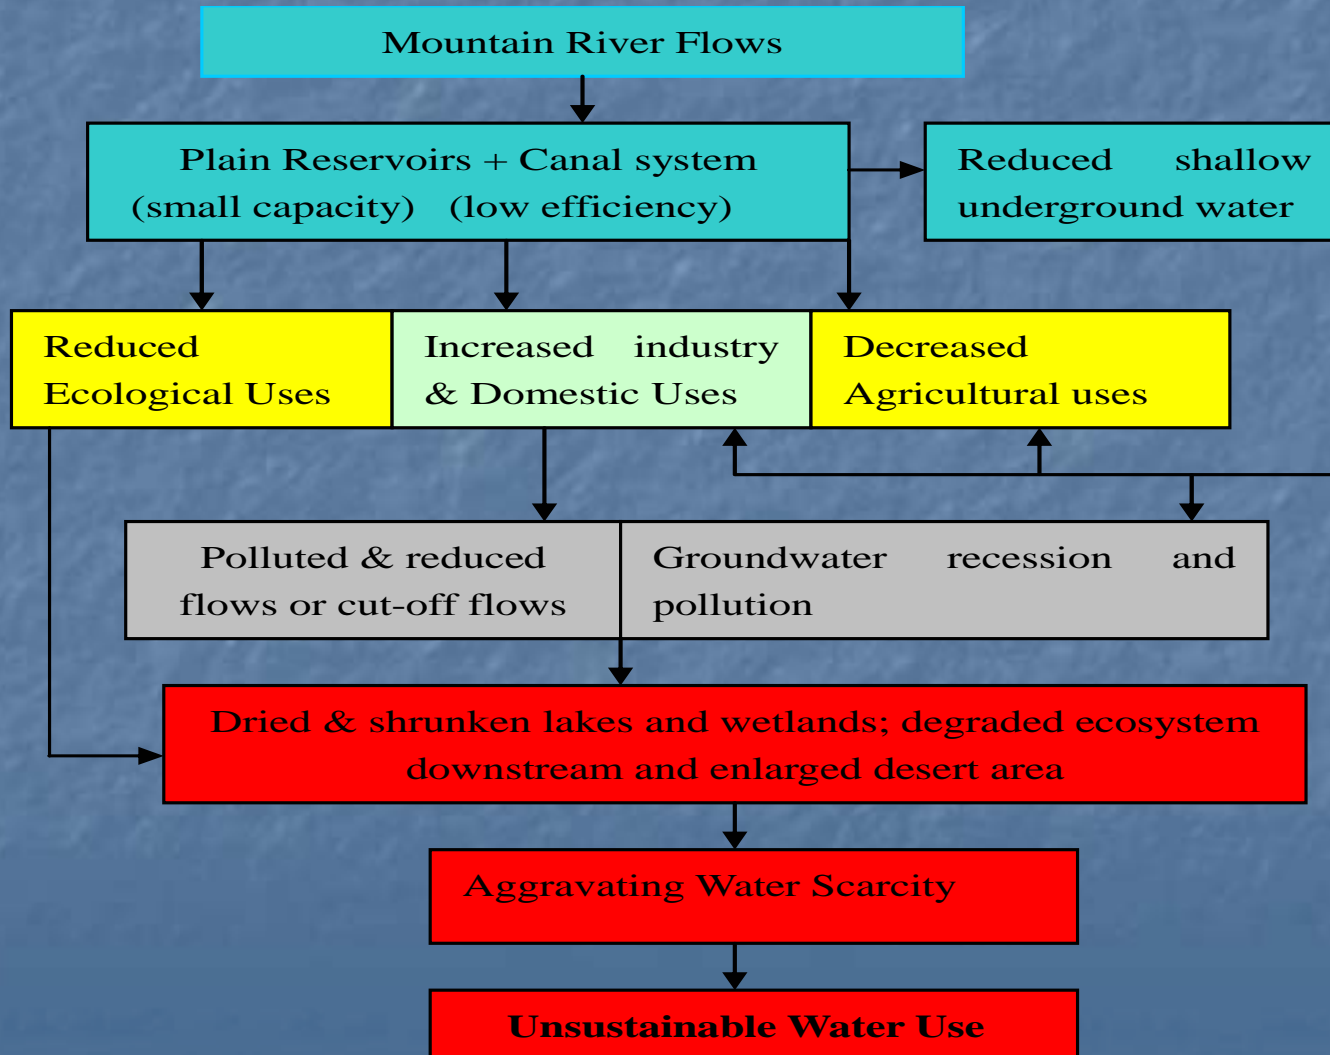 Mountain River Flows
Plain Reservoirs + Canal system
(small capacity) (low efficiency)
Reduced shallow
underground water
Reduced
Ecological Uses
Increased industry
& Domestic Uses
Decreased
Agricultural uses
Polluted & reduced
flows or cut-off flows
Groundwater recession and
pollution
Dried & shrunken lakes and wetlands; degraded ecosystem
downstream and enlarged desert area
Aggravating Water Scarcity
Unsustainable Water Use